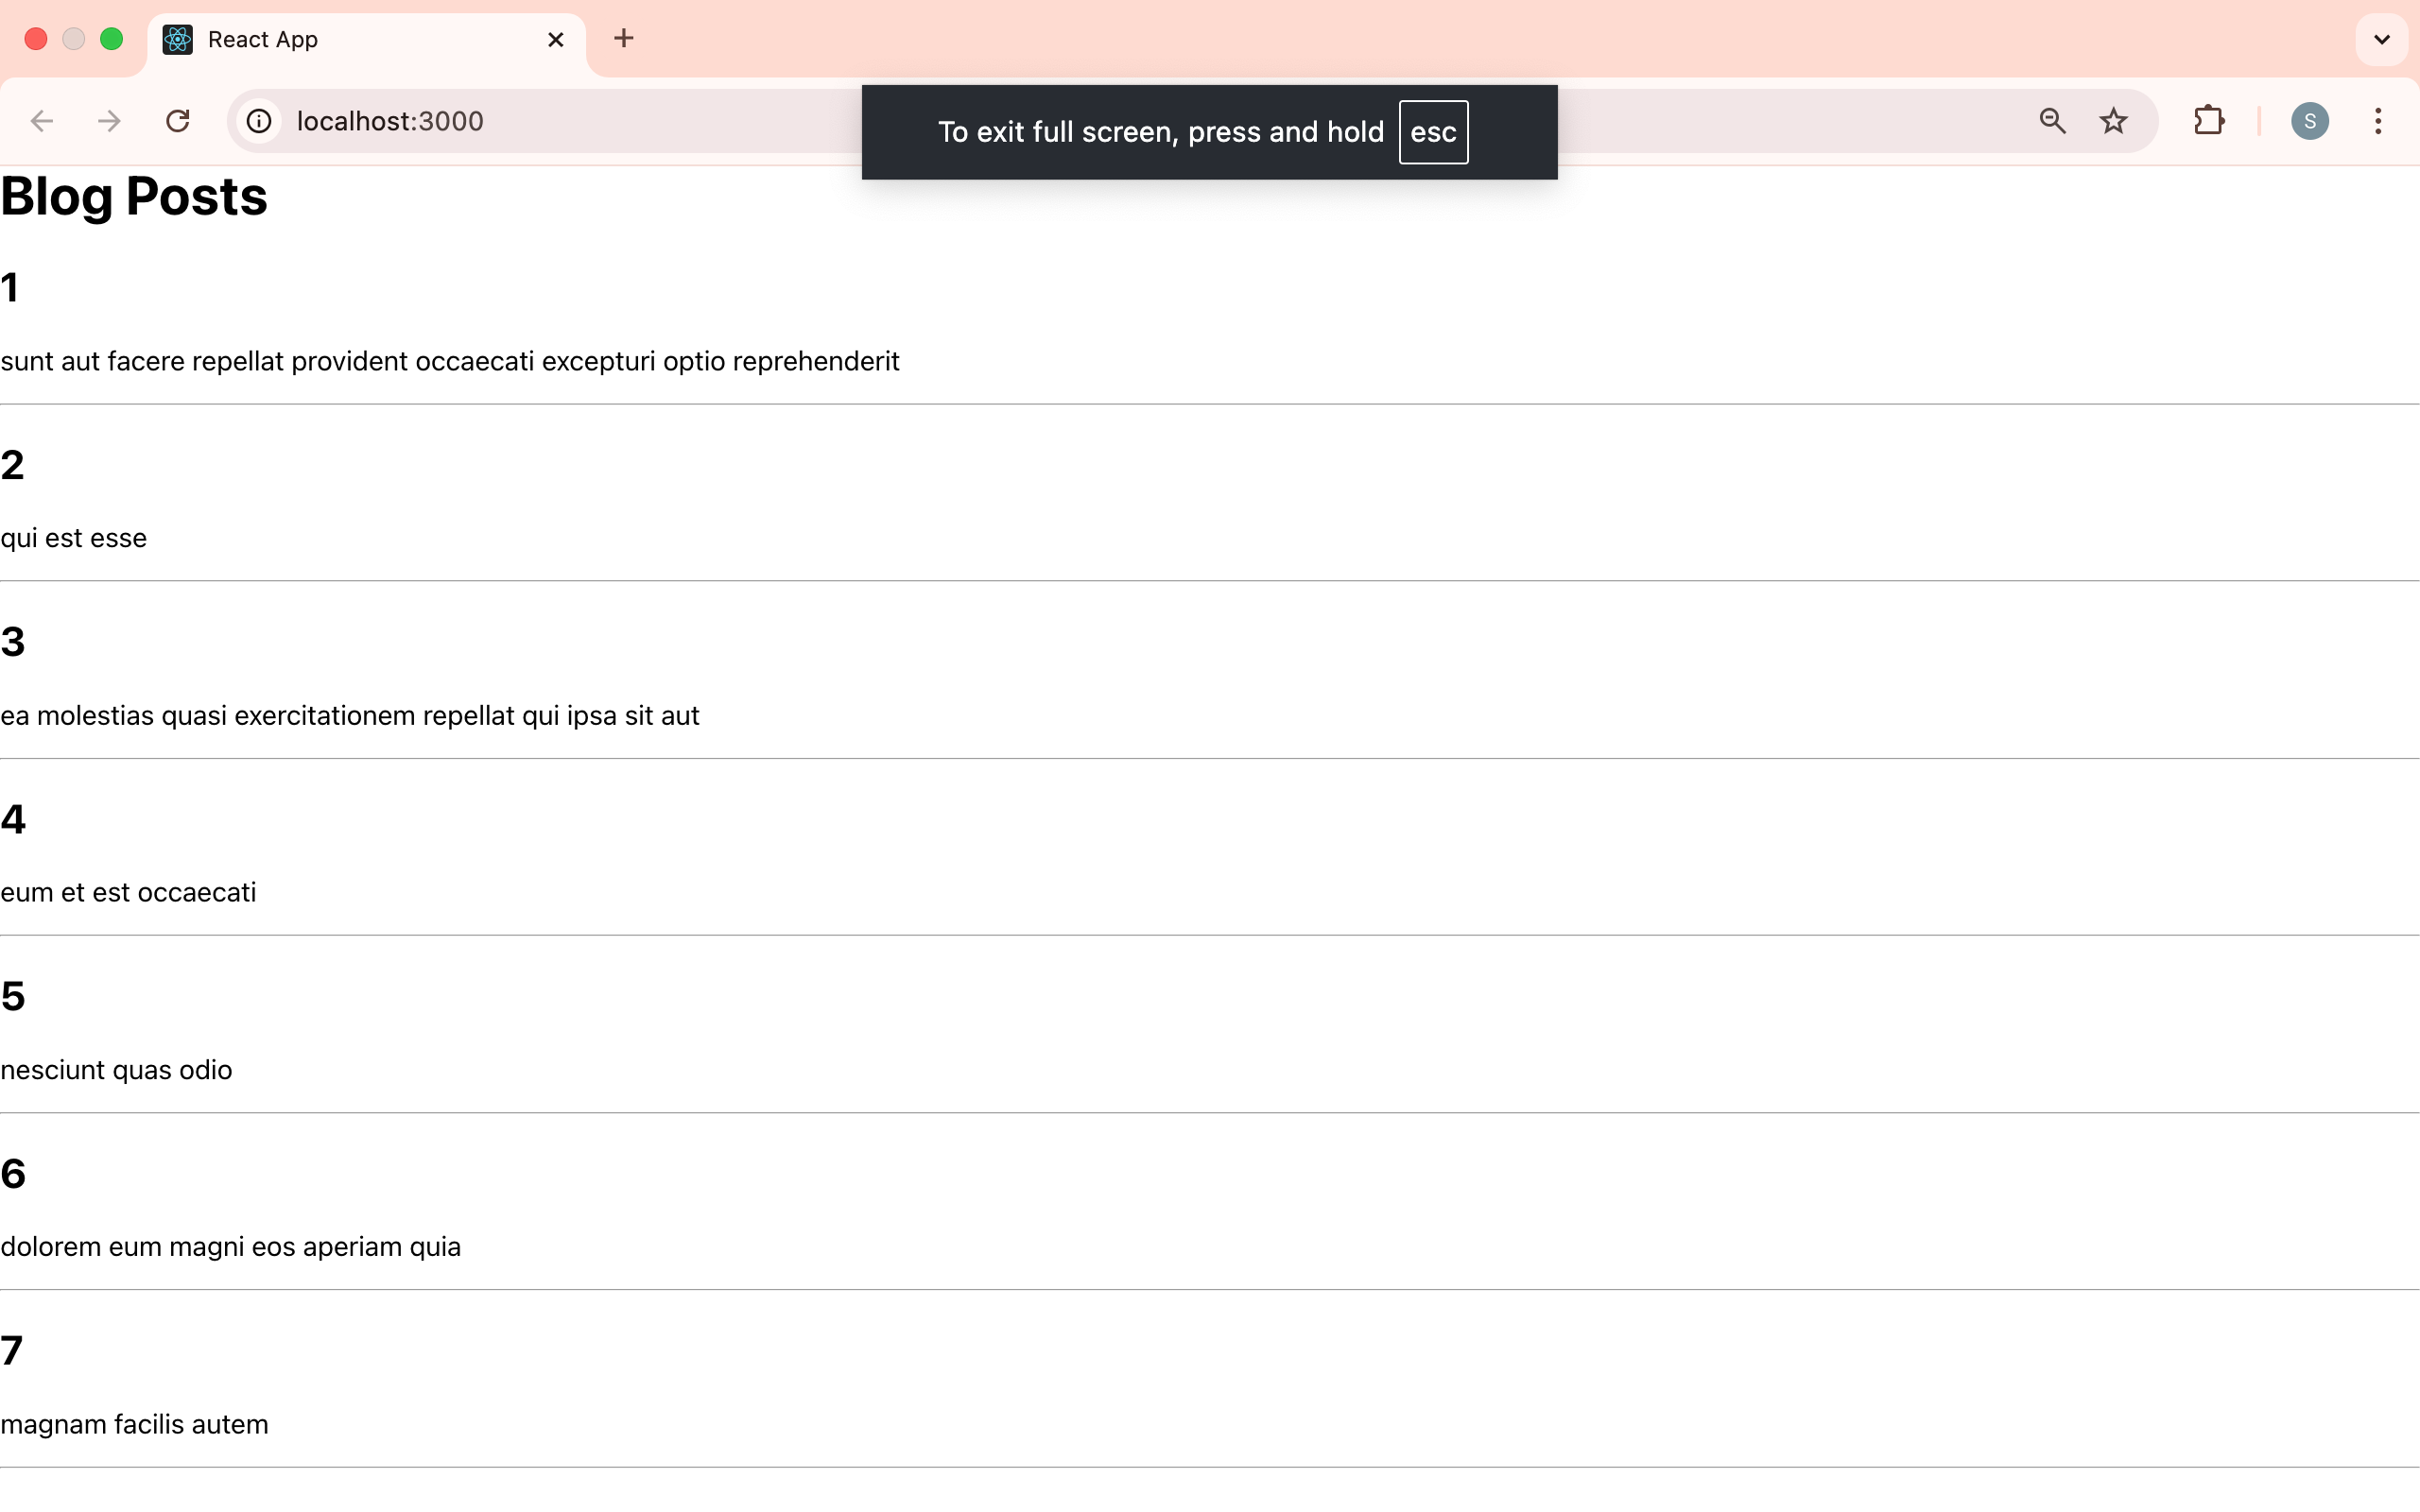 React App
localhost:3000
S
To exit full screen, press and hold esc
Blog Posts
1
sunt aut facere repellat provident occaecati excepturi optio reprehenderit
2
qui est esse
3
ea molestias quasi exercitationem repellat qui ipsa sit aut
4
eum et est occaecati
5
nesciunt quas odio
6
dolorem eum magni eos aperiam quia
7
magnam facilis autem